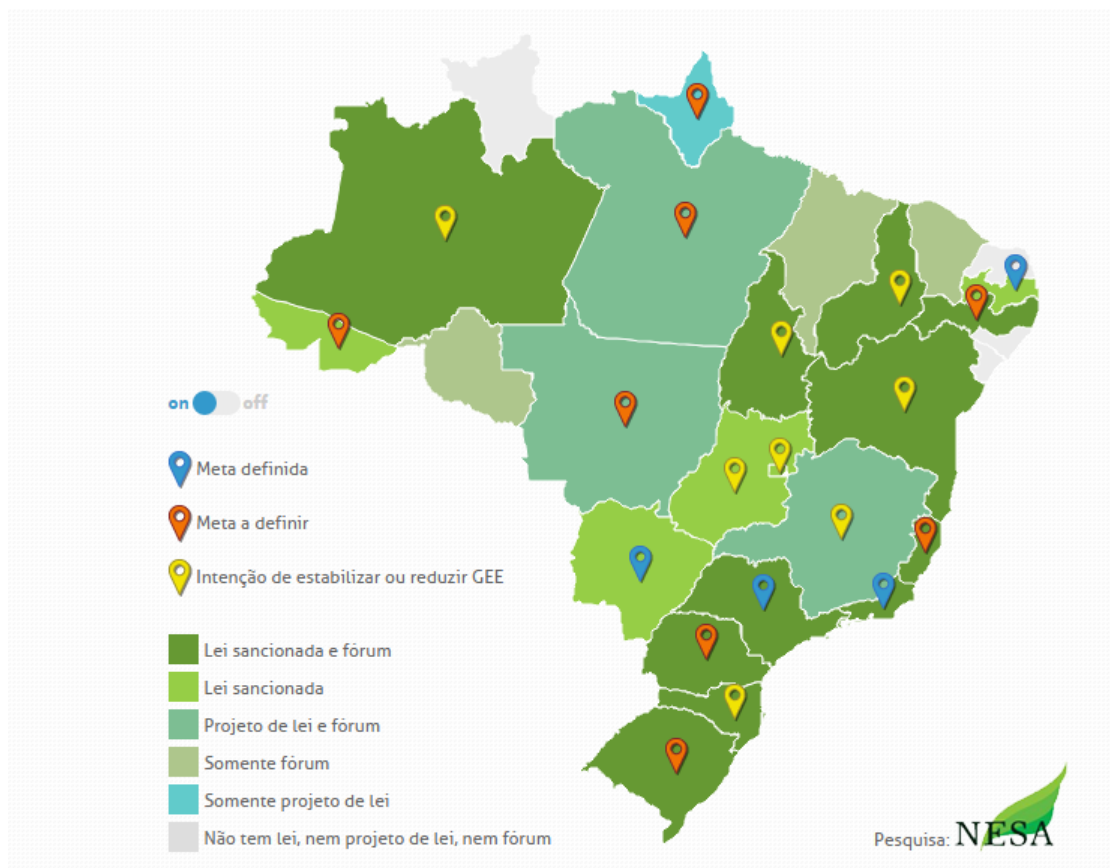 on off
Meta definida
Meta a definir
Intenção de estabilizar ou reduzir GEE
Lei sancionada e fórum
Lei sancionada
Projeto de lei e fórum
Somente fórum
Somente projeto de lei
Não tem lei, nem projeto de lei, nem fórum
Pesquisa: NESA